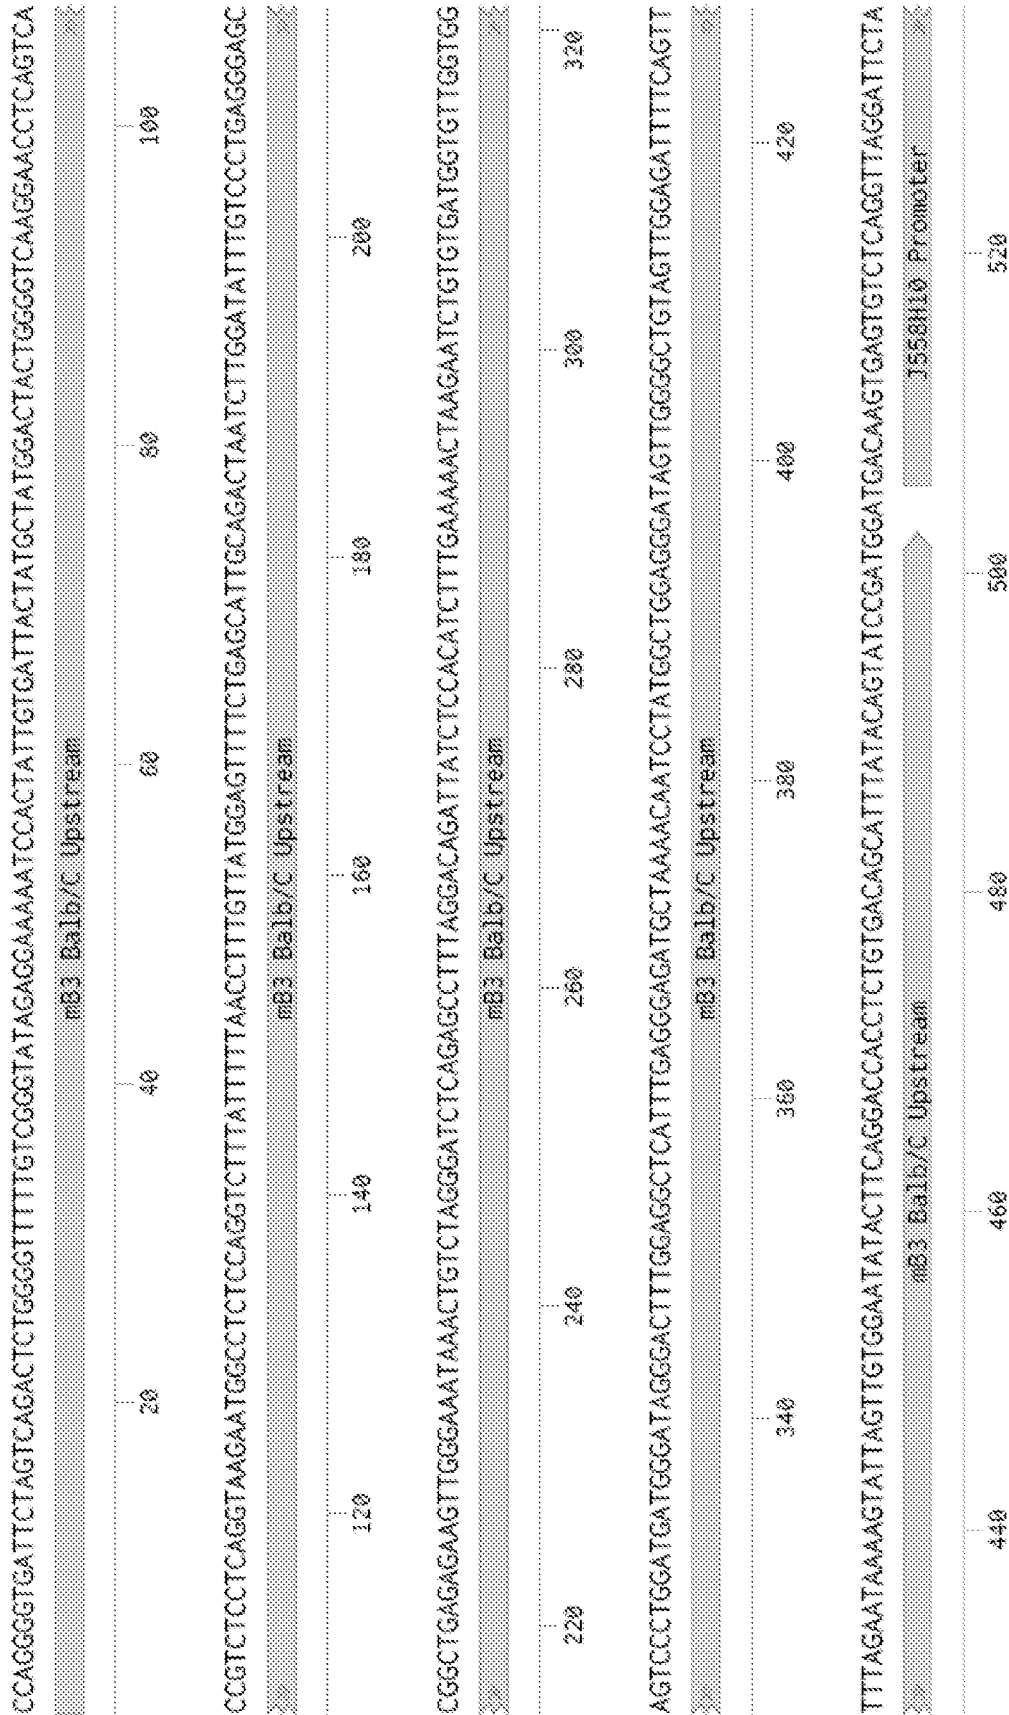 CCAGGGGTGATTCTAGTCAGACTCTGGGGTTTTTGTCGGGTATAGAGGAAAAATCCACTATTGTGATTACTATGCTATGGACTACTGGGGTCAAGGAACCTCAGTCA
mB3 Balb/C Upstream
20 40 60 80 100
CCGTCTCCTCAGGTAAGAATGGCCTCTCCAGGTCTTTATTTTTAACCTTTGTTATGGAGTTTTCTGAGCATTGCAGACTAATCTTGGATATTTGTCCCTGAGGGAGC
mB3 Balb/C Upstream
120 140 160 180 200
CGGCTGAGAGAAGTTGGGAAATAAACTGTCTAGGGATCTCAGAGCCTTTAGGACAGATTATCTCCACATCTTTGAAAAACTAAGAATCTGTGTGATGGTGTTGGTGG
mB3 Balb/C Upstream
220 240 260 280 300 320
AGTCCCTGGATGATGGGATAGGGACTTTGGAGGCTCATTTGAGGGAGATGCTAAAACAATCCTATGGCTGGAGGGATAGTTGGGGCTGTAGTTGGAGATTTTCAGTT
mB3 Balb/C Upstream
340 360 380 400 420
TTTAGAATAAAAGTATTAGTTGTGGAATATACTTCAGGACCACCTCTGTGACAGCATTTATACAGTATCCGATGGATGACAAGTGAGTGTCTCAGGTTAGGATTCTA
mB3 Balb/C Upstream J558H10 Promoter
440 460 480 500 520